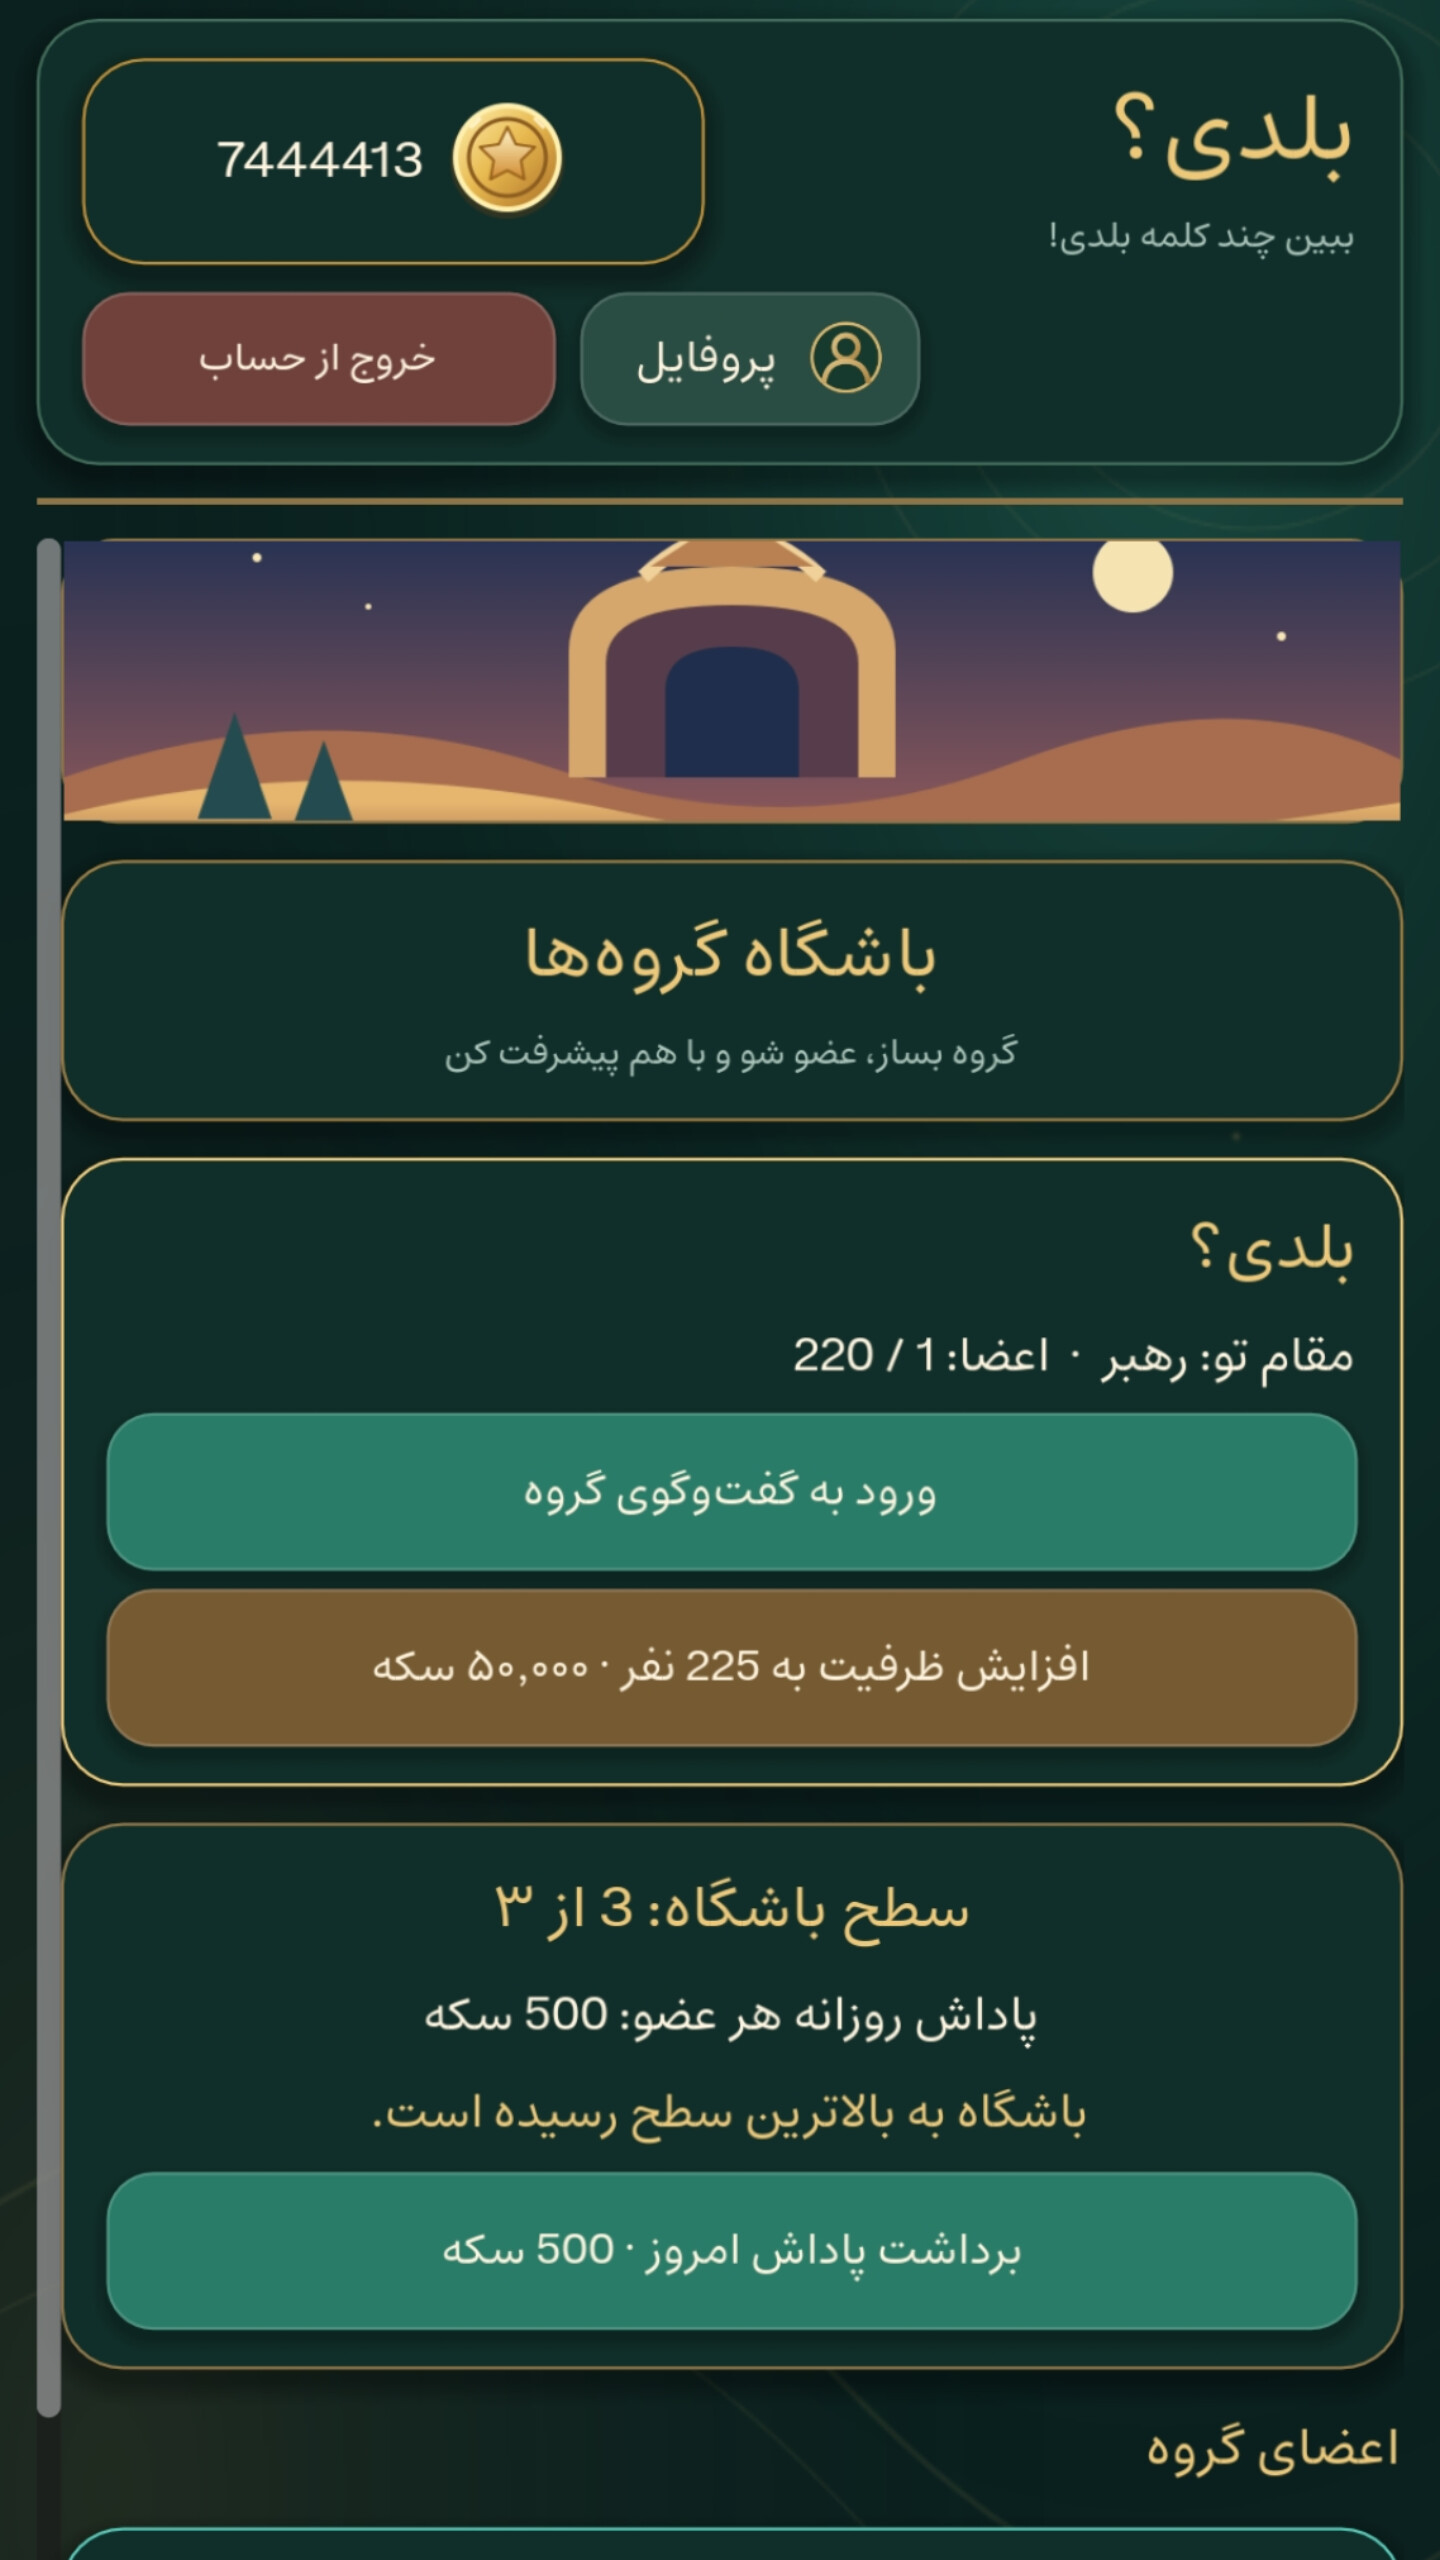 بلدی؟
7444413
ببین چند کلمه بلدی!
پروفایل
خروج از حساب
باشگاه گروه‌ها
گروه بساز، عضو شو و با هم پیشرفت کن
بلدی؟
مقام تو: رهبر · اعضا: 1 / 220
ورود به گفت‌وگوی گروه
افزایش ظرفیت به 225 نفر · ۵۰,۰۰۰ سکه
سطح باشگاه: 3 از ۳
پاداش روزانه هر عضو: 500 سکه
باشگاه به بالاترین سطح رسیده است.
برداشت پاداش امروز · 500 سکه
اعضای گروه